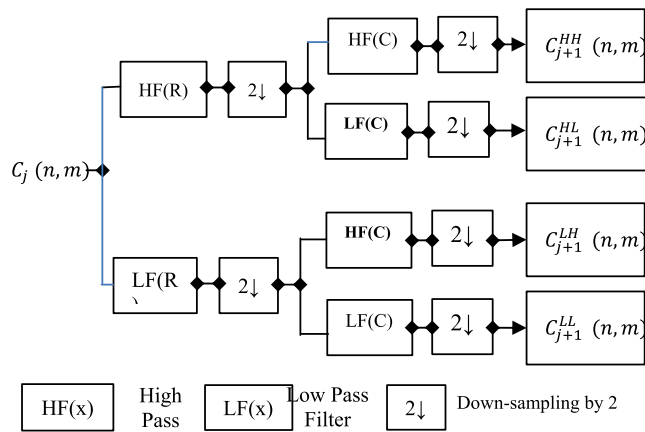 HF(C)
2↓
C_{j+1}^{HH} (n, m)
HF(R)
2↓
LF(C)
2↓
C_{j+1}^{HL} (n, m)
C_j (n, m)
HF(C)
2↓
C_{j+1}^{LH} (n, m)
LF(R
)
2↓
LF(C)
2↓
C_{j+1}^{LL} (n, m)
HF(x)
High
Pass
LF(x)
Low Pass
Filter
2↓
Down-sampling by 2